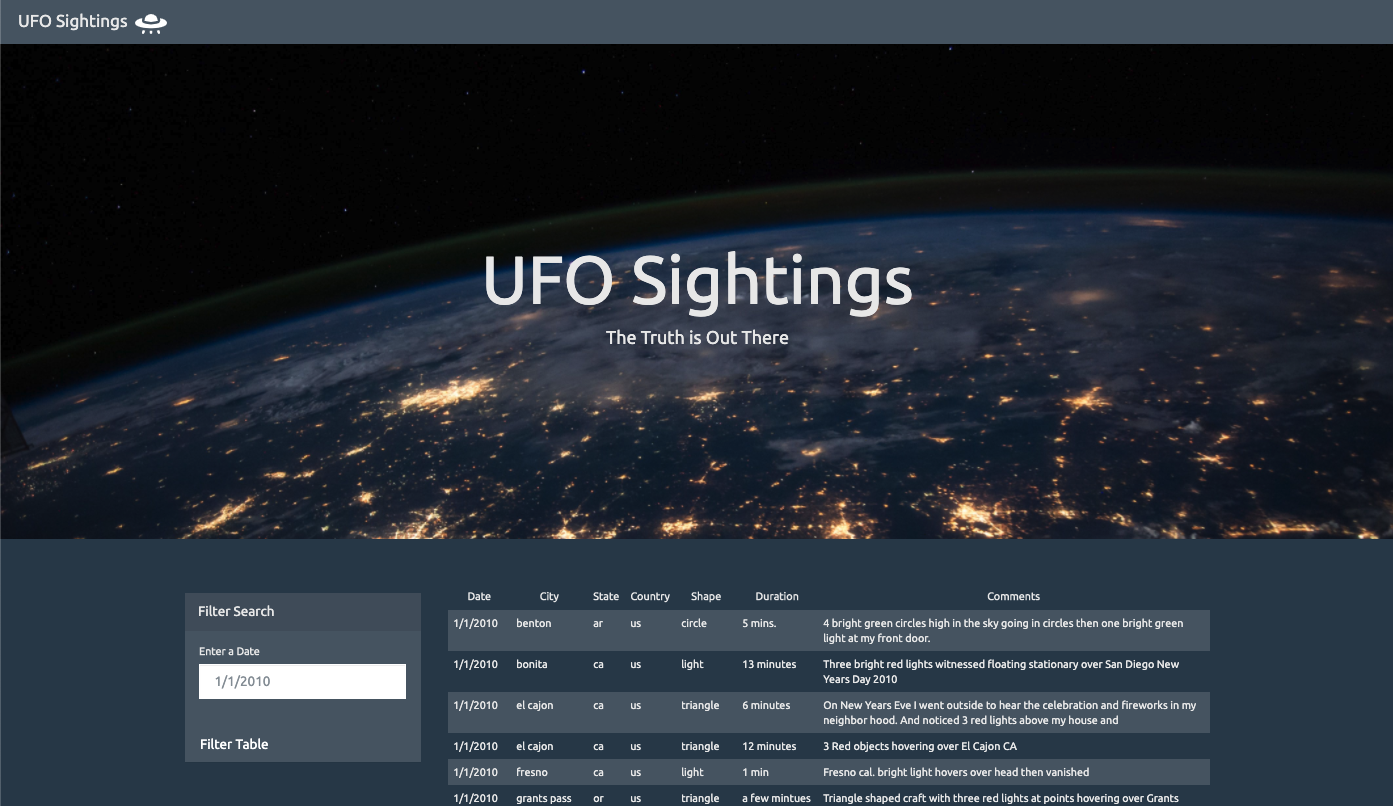 UFO Sightings
UFO Sightings
The Truth is Out There
Filter Search
Enter a Date
1/1/2010
Filter Table
Date City State Country Shape Duration Comments
1/1/2010 benton ar us circle 5 mins. 4 bright green circles high in the sky going in circles then one bright green
light at my front door.
1/1/2010 bonita ca us light 13 minutes Three bright red lights witnessed floating stationary over San Diego New
Years Day 2010
1/1/2010 el cajon ca us triangle 6 minutes On New Years Eve I went outside to hear the celebration and fireworks in my
neighbor hood. And noticed 3 red lights above my house and
1/1/2010 el cajon ca us triangle 12 minutes 3 Red objects hovering over El Cajon CA
1/1/2010 fresno ca us light 1 min Fresno cal. bright light hovers over head then vanished
1/1/2010 grants pass or us triangle a few mintues Triangle shaped craft with three red lights at points hovering over Grants